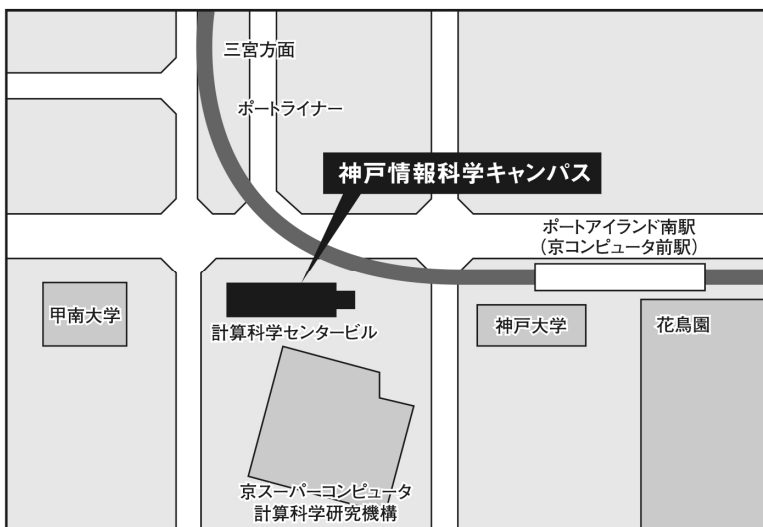 三宮方面
ポートライナー
神戸情報科学キャンパス
ポートアイランド南駅
(京コンピュータ前駅)
甲南大学
計算科学センタービル
神戸大学
花鳥園
京スーパーコンピュータ
計算科学研究機構